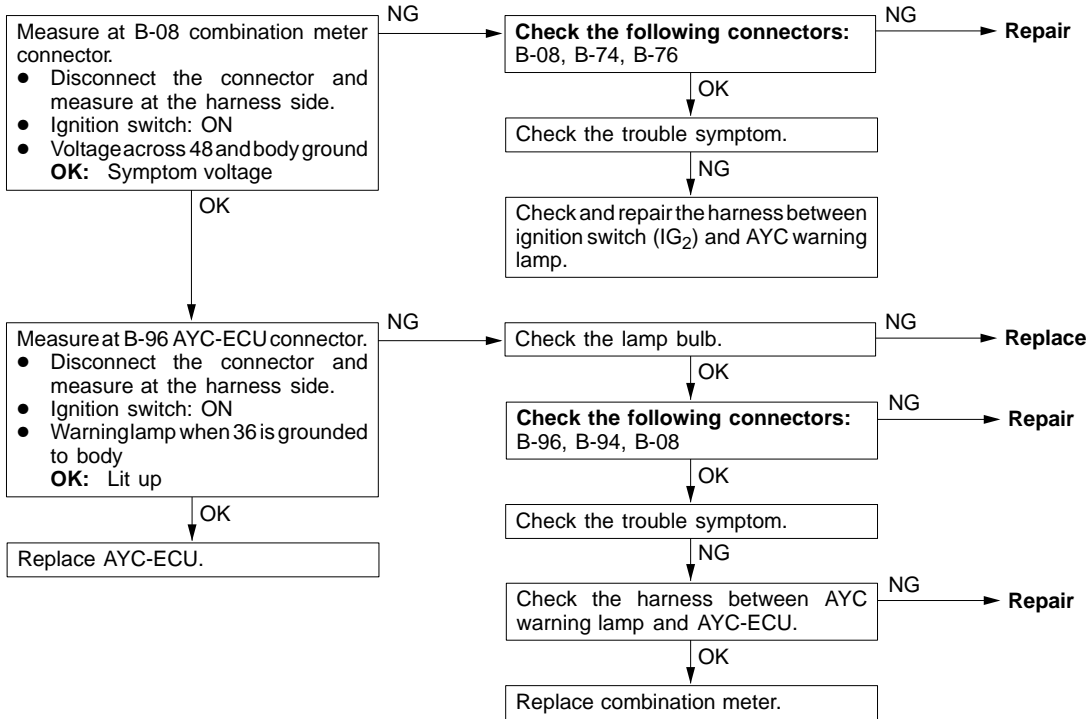 Measure at B-08 combination meter
connector.
● Disconnect the connector and
measure at the harness side.
● Ignition switch: ON
● Voltage across 48 and body ground
OK: Symptom voltage
NG
Check the following connectors:
B-08, B-74, B-76
NG
Repair
OK
Check the trouble symptom.
NG
Check and repair the harness between
ignition switch (IG2) and AYC warning
lamp.
OK
Measure at B-96 AYC-ECU connector.
● Disconnect the connector and
measure at the harness side.
● Ignition switch: ON
● Warning lamp when 36 is grounded
to body
OK: Lit up
NG
Check the lamp bulb.
NG
Replace
OK
Check the following connectors:
B-96, B-94, B-08
NG
Repair
OK
Check the trouble symptom.
NG
Check the harness between AYC
warning lamp and AYC-ECU.
NG
Repair
OK
Replace combination meter.
OK
Replace AYC-ECU.